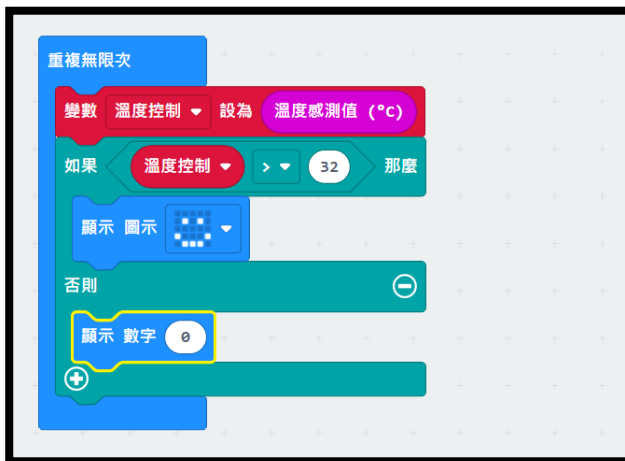 重複無限次
變數 溫度控制 設為 溫度感測值 (°C)
如果 溫度控制 > 32 那麼
顯示 圖示
否則
顯示 數字 0